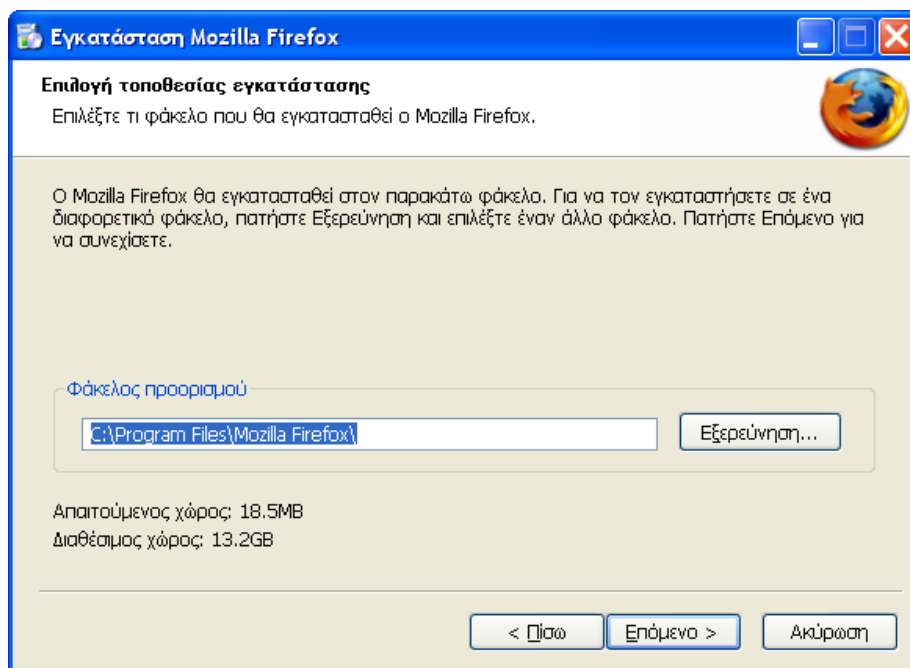 Εγκατάσταση Mozilla Firefox
Επιλογή τοποθεσίας εγκατάστασης
Επιλέξτε τι φάκελο που θα εγκατασταθεί ο Mozilla Firefox.
Ο Mozilla Firefox θα εγκατασταθεί στον παρακάτω φάκελο. Για να τον εγκαταστήσετε σε ένα
διαφορετικό φάκελο, πατήστε Εξερεύνηση και επιλέξτε έναν άλλο φάκελο. Πατήστε Επόμενο για
να συνεχίσετε.
Φάκελος προορισμού
C:\Program Files\Mozilla Firefox\
Εξερεύνηση...
Απαιτούμενος χώρος: 18.5MB
Διαθέσιμος χώρος: 13.2GB
< Πίσω
Επόμενο >
Ακύρωση